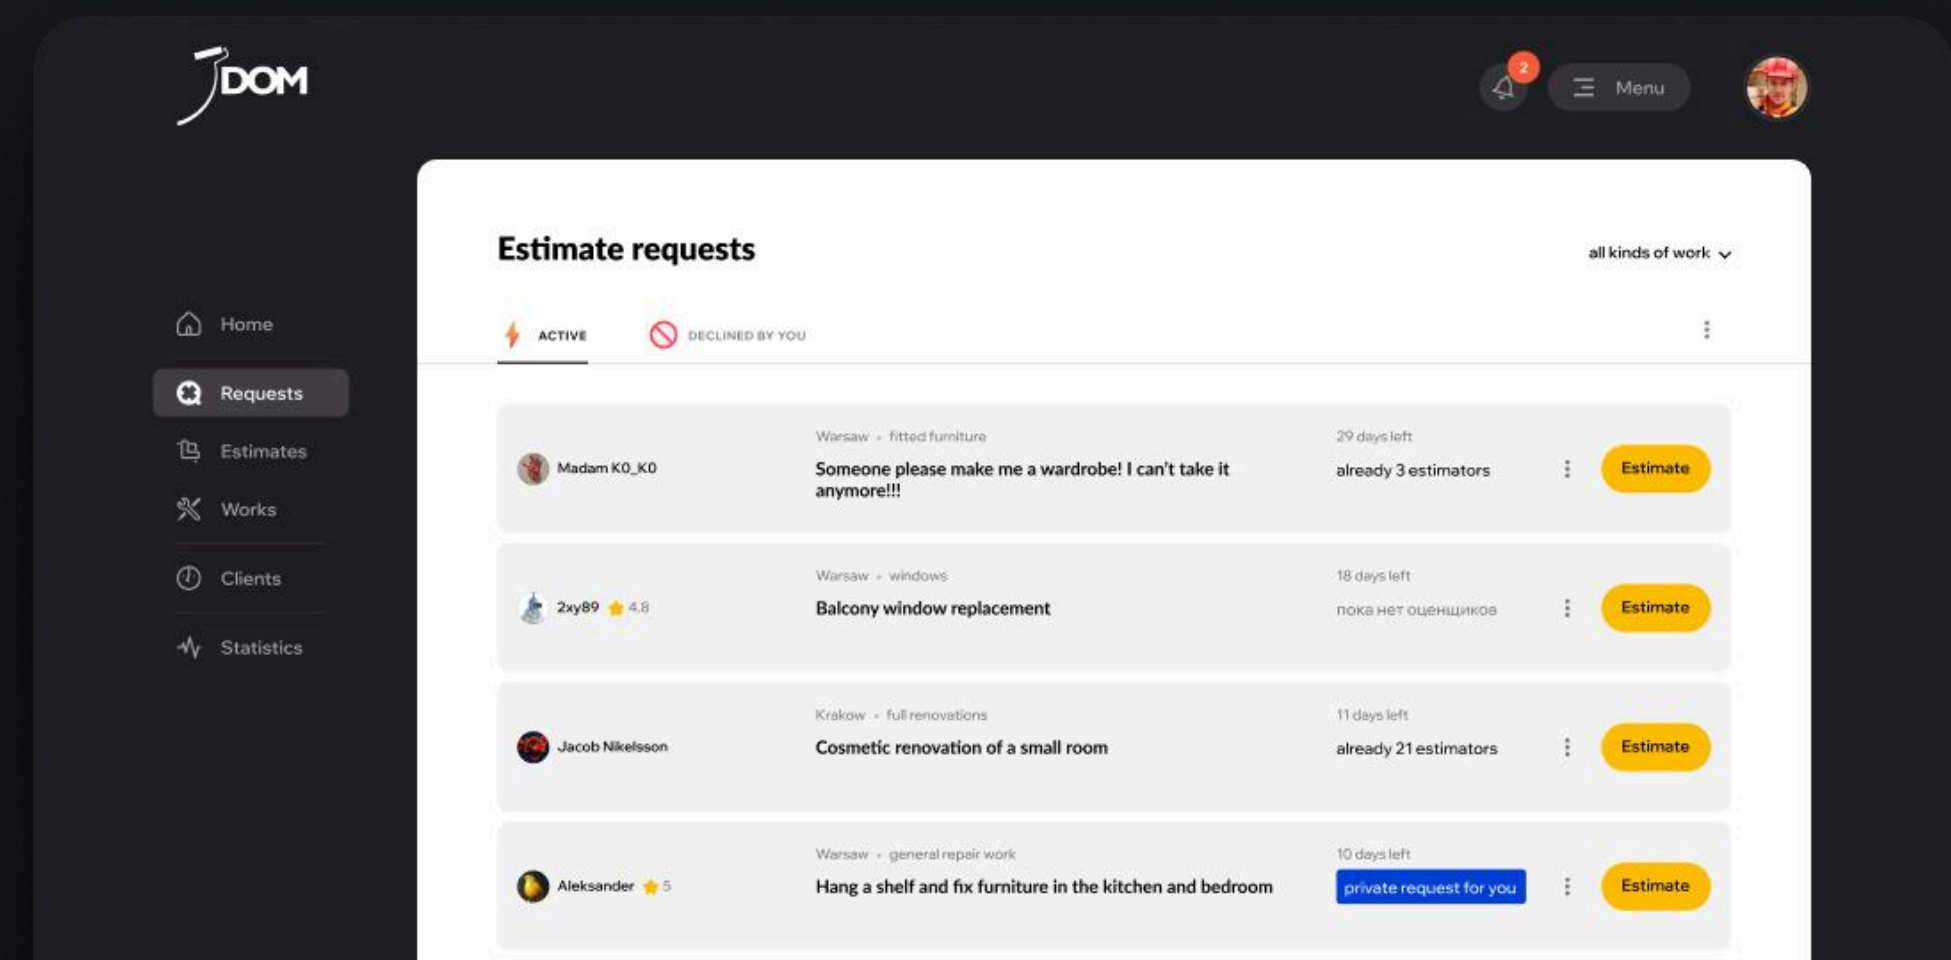 DOM
2
Menu
Estimate requests
all kinds of work
Home
ACTIVE
DECLINED BY YOU
Requests
Estimates
Works
Clients
Statistics
Warsaw • fitted furniture
29 days left
Madam KO_KO
Someone please make me a wardrobe! I can't take it
anymore!!!
already 3 estimators
Estimate
Warsaw • windows
18 days left
2xy89 4.8
Balcony window replacement
пока нет оценщиков
Estimate
Krakow • full renovations
11 days left
Jacob Nikelsson
Cosmetic renovation of a small room
already 21 estimators
Estimate
Warsaw • general repair work
10 days left
Aleksander 5
Hang a shelf and fix furniture in the kitchen and bedroom
private request for you
Estimate